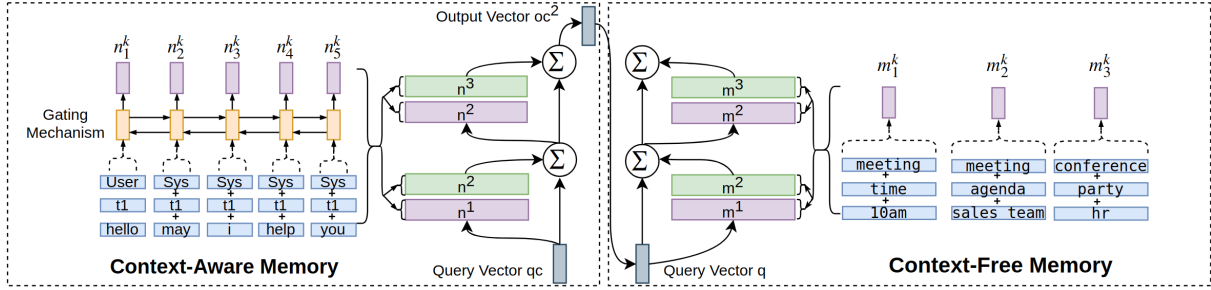 Output Vector oc²
n₁ᵏ n₂ᵏ n₃ᵏ n₄ᵏ n₅ᵏ
Gating
Mechanism
User Sys Sys Sys Sys
+ + + +
t1 t1 t1 t1 t1
+ + + +
hello may i help you
Context-Aware Memory
n³
n²
n²
n¹
Σ
Σ
Query Vector qc
Σ
Σ
m³
m²
m²
m¹
Query Vector q
m₁ᵏ m₂ᵏ m₃ᵏ
meeting meeting conference
+ + +
time agenda party
+ + +
10am sales team hr
Context-Free Memory